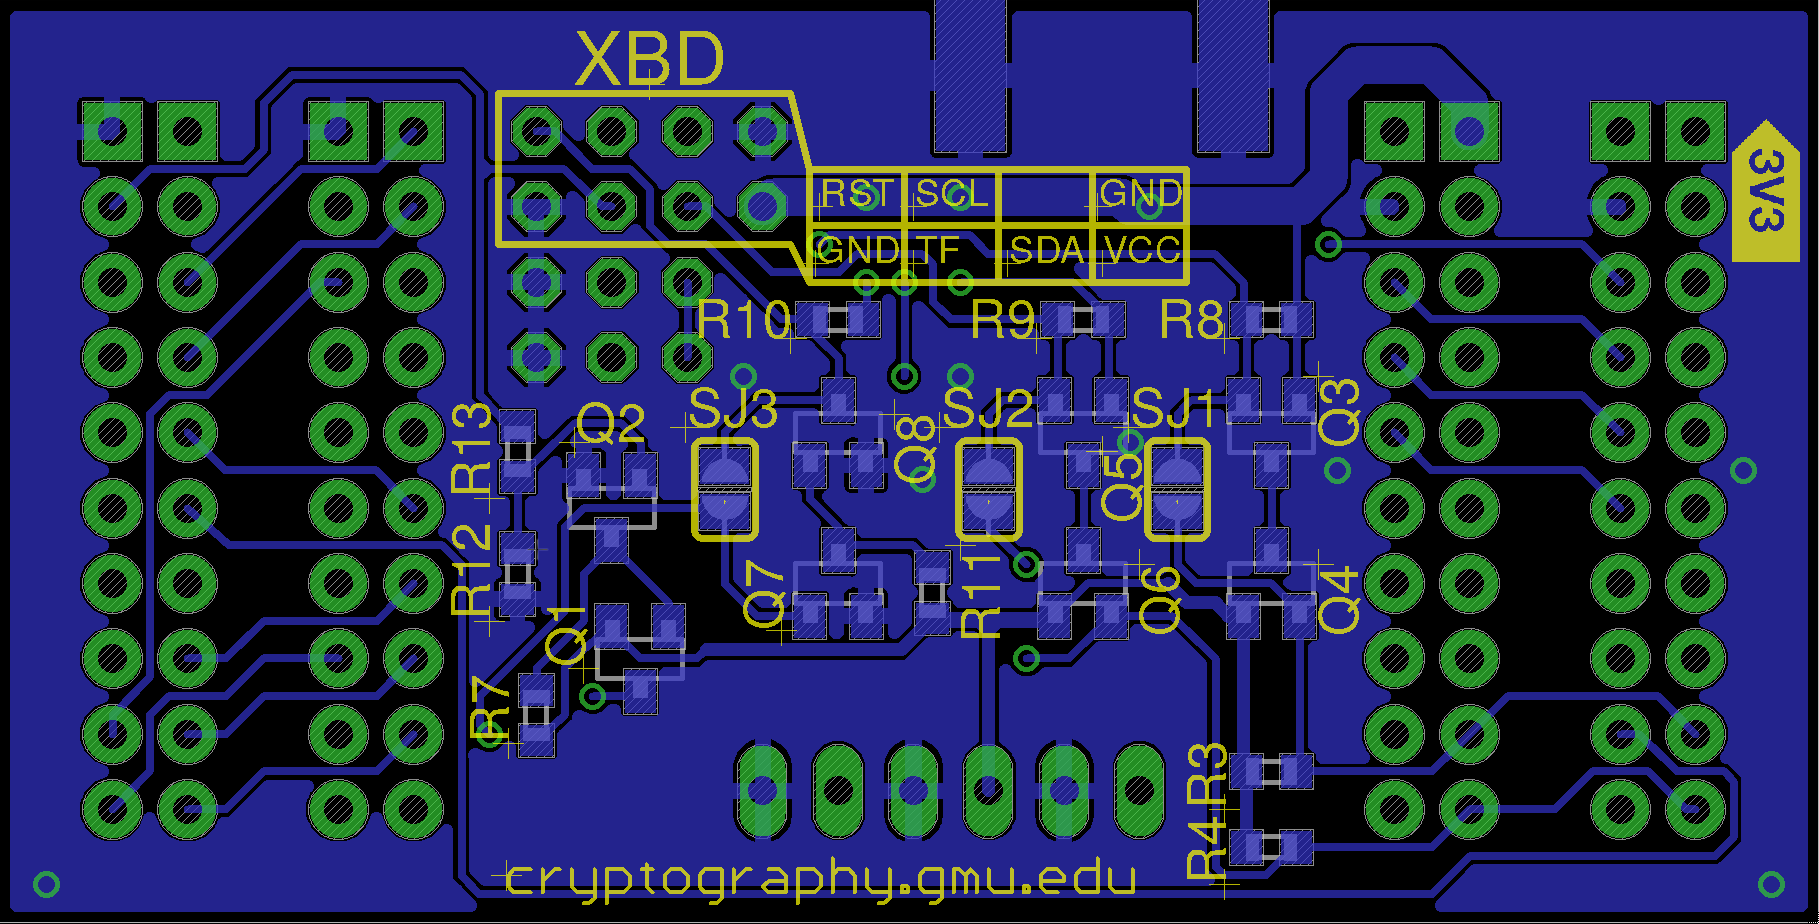 XBD
RST SCL GND
GND TF SDA VCC
3V3
R10 R9 R8
SJ3 SJ2 SJ1
Q3
R13 Q2
Q8
Q5
R12
Q1
Q7
R11
Q6
Q4
R7
R3
R4
cryptography.gmu.edu